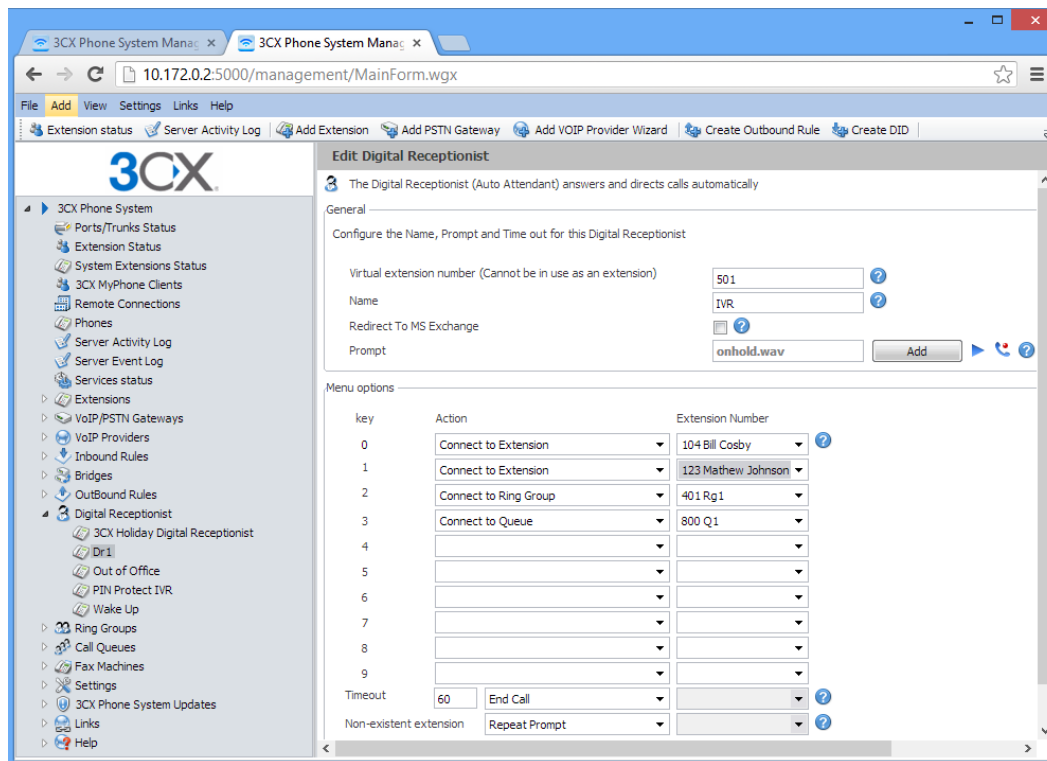 3CX Phone System Manag
3CX Phone System Manag
10.172.0.2:5000/management/MainForm.wgx
File Add View Settings Links Help
Extension status Server Activity Log Add Extension Add PSTN Gateway Add VOIP Provider Wizard Create Outbound Rule Create DID
3CX
3CX Phone System
Ports/Trunks Status
Extension Status
System Extensions Status
3CX MyPhone Clients
Remote Connections
Phones
Server Activity Log
Server Event Log
Services status
Extensions
VoIP/PSTN Gateways
VoIP Providers
Inbound Rules
Bridges
OutBound Rules
Digital Receptionist
3CX Holiday Digital Receptionist
Dr1
Out of Office
PIN Protect IVR
Wake Up
Ring Groups
Call Queues
Fax Machines
Settings
3CX Phone System Updates
Links
Help
Edit Digital Receptionist
The Digital Receptionist (Auto Attendant) answers and directs calls automatically
General
Configure the Name, Prompt and Time out for this Digital Receptionist
Virtual extension number (Cannot be in use as an extension) 501
Name IVR
Redirect To MS Exchange
Prompt onhold.wav Add
Menu options
key Action Extension Number
0 Connect to Extension 104 Bill Cosby
1 Connect to Extension 123 Mathew Johnson
2 Connect to Ring Group 401 Rg1
3 Connect to Queue 800 Q1
4
5
6
7
8
9
Timeout 60 End Call
Non-existent extension Repeat Prompt